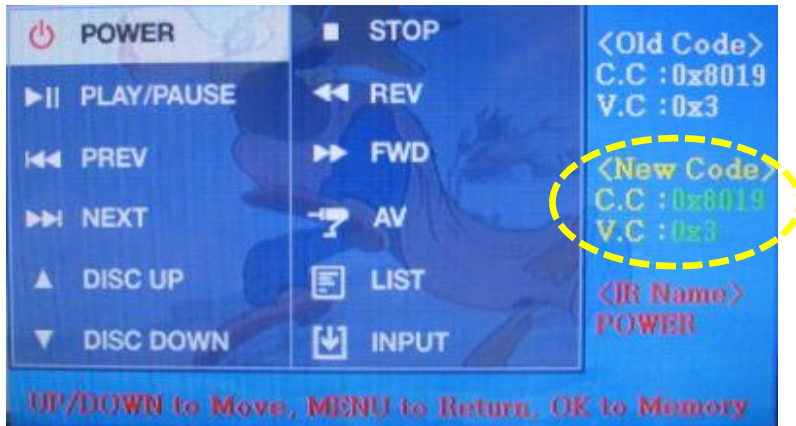 POWER
PLAY/PAUSE
PREV
NEXT
DISC UP
DISC DOWN
STOP
REV
FWD
AV
LIST
INPUT
<Old Code>
C.C :0x8019
V.C :0x3
<New Code>
C.C :0x8019
V.C :0x3
<IR Name>
POWER
UP/DOWN to Move, MENU to Return, OK to Memory